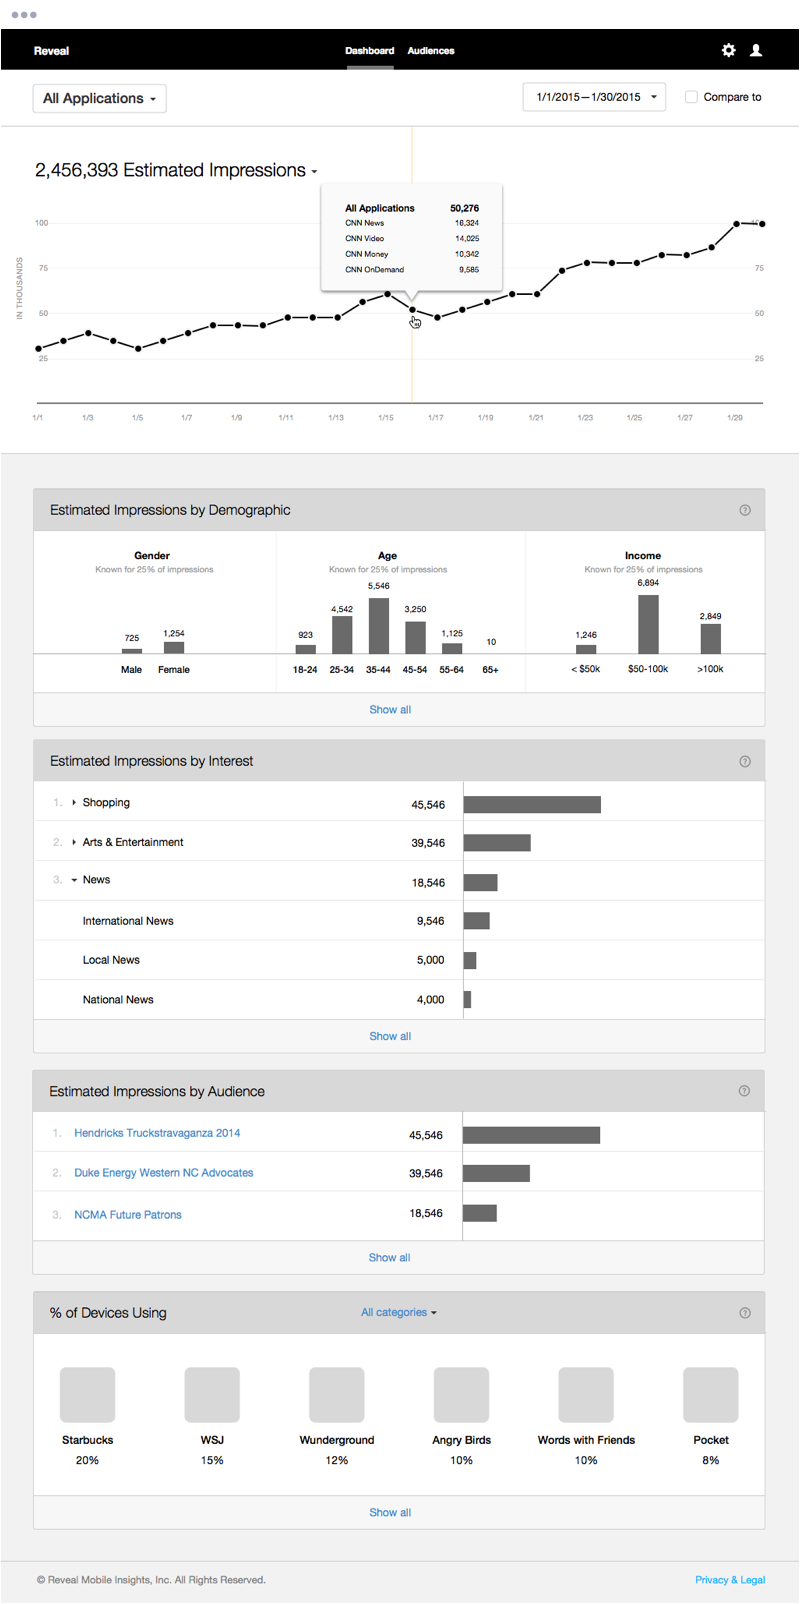 Reveal Dashboard Audiences
All Applications 1/1/2015—1/30/2015 Compare to
2,456,393 Estimated Impressions
All Applications 50,276
CNN News 16,324
CNN Video 14,025
CNN Money 10,342
CNN OnDemand 9,585
IN THOUSANDS
100
75 75
50 50
25 25
1/1 1/3 1/5 1/7 1/9 1/11 1/13 1/15 1/17 1/19 1/21 1/23 1/25 1/27 1/29
Estimated Impressions by Demographic ?
Gender Age Income
Known for 25% of impressions Known for 25% of impressions Known for 25% of impressions
725 1,254 923 4,542 5,546 3,250 1,125 10 1,246 6,894 2,849
Male Female 18-24 25-34 35-44 45-54 55-64 65+ < $50k $50-100k >100k
Show all
Estimated Impressions by Interest ?
1. Shopping 45,546
2. Arts & Entertainment 39,546
3. News 18,546
International News 9,546
Local News 5,000
National News 4,000
Show all
Estimated Impressions by Audience ?
1. Hendricks Truckstravaganza 2014 45,546
2. Duke Energy Western NC Advocates 39,546
3. NCMA Future Patrons 18,546
Show all
% of Devices Using All categories ?
Starbucks WSJ Wunderground Angry Birds Words with Friends Pocket
20% 15% 12% 10% 10% 8%
Show all
© Reveal Mobile Insights, Inc. All Rights Reserved. Privacy & Legal